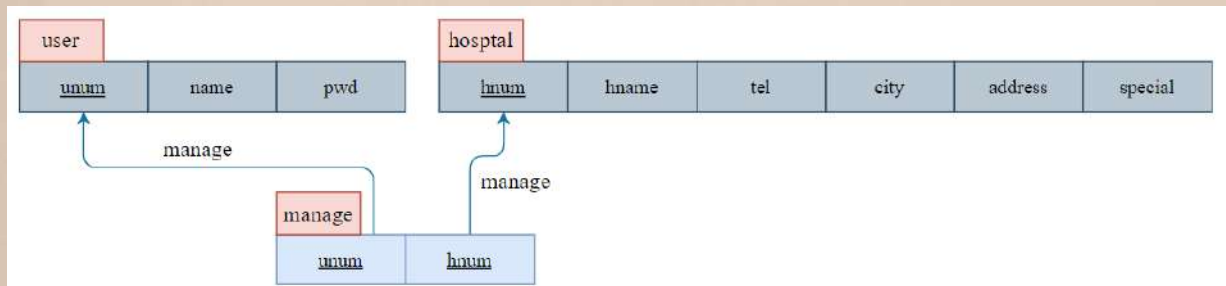 user
hosptal
unum name pwd
hnum hname tel city address special
manage
manage
manage
unum hnum